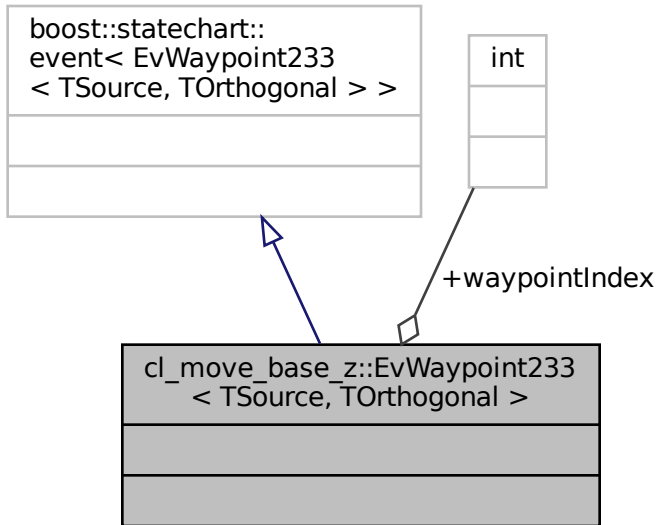 boost::statechart::
event< EvWaypoint233
< TSource, TOrthogonal > >
int
+waypointIndex
cl_move_base_z::EvWaypoint233
< TSource, TOrthogonal >